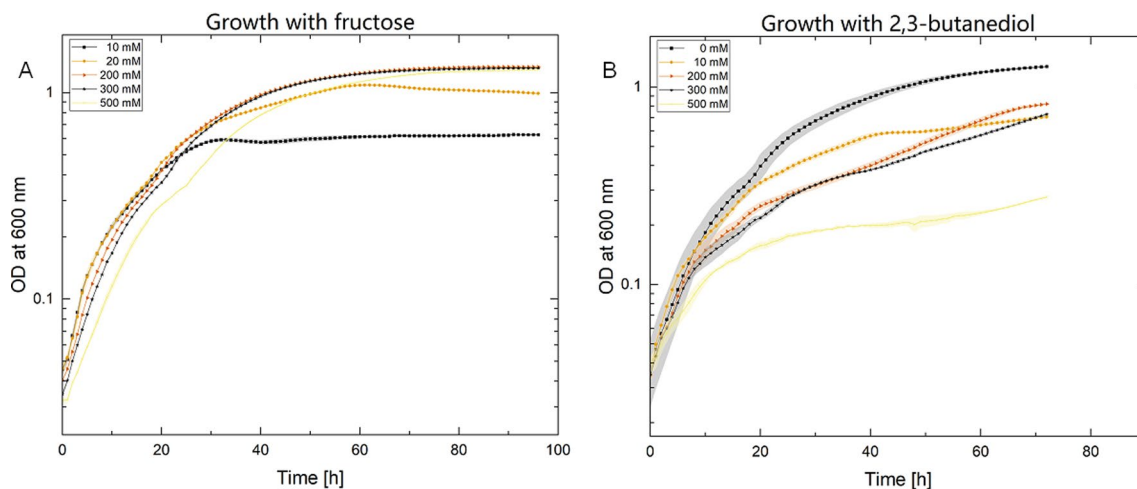 Growth with fructose
A
10 mM
20 mM
200 mM
300 mM
500 mM
1
0.1
OD at 600 nm
0 20 40 60 80 100
Time [h]
Growth with 2,3-butanediol
B
0 mM
10 mM
200 mM
300 mM
500 mM
1
0.1
OD at 600 nm
0 20 40 60 80
Time [h]